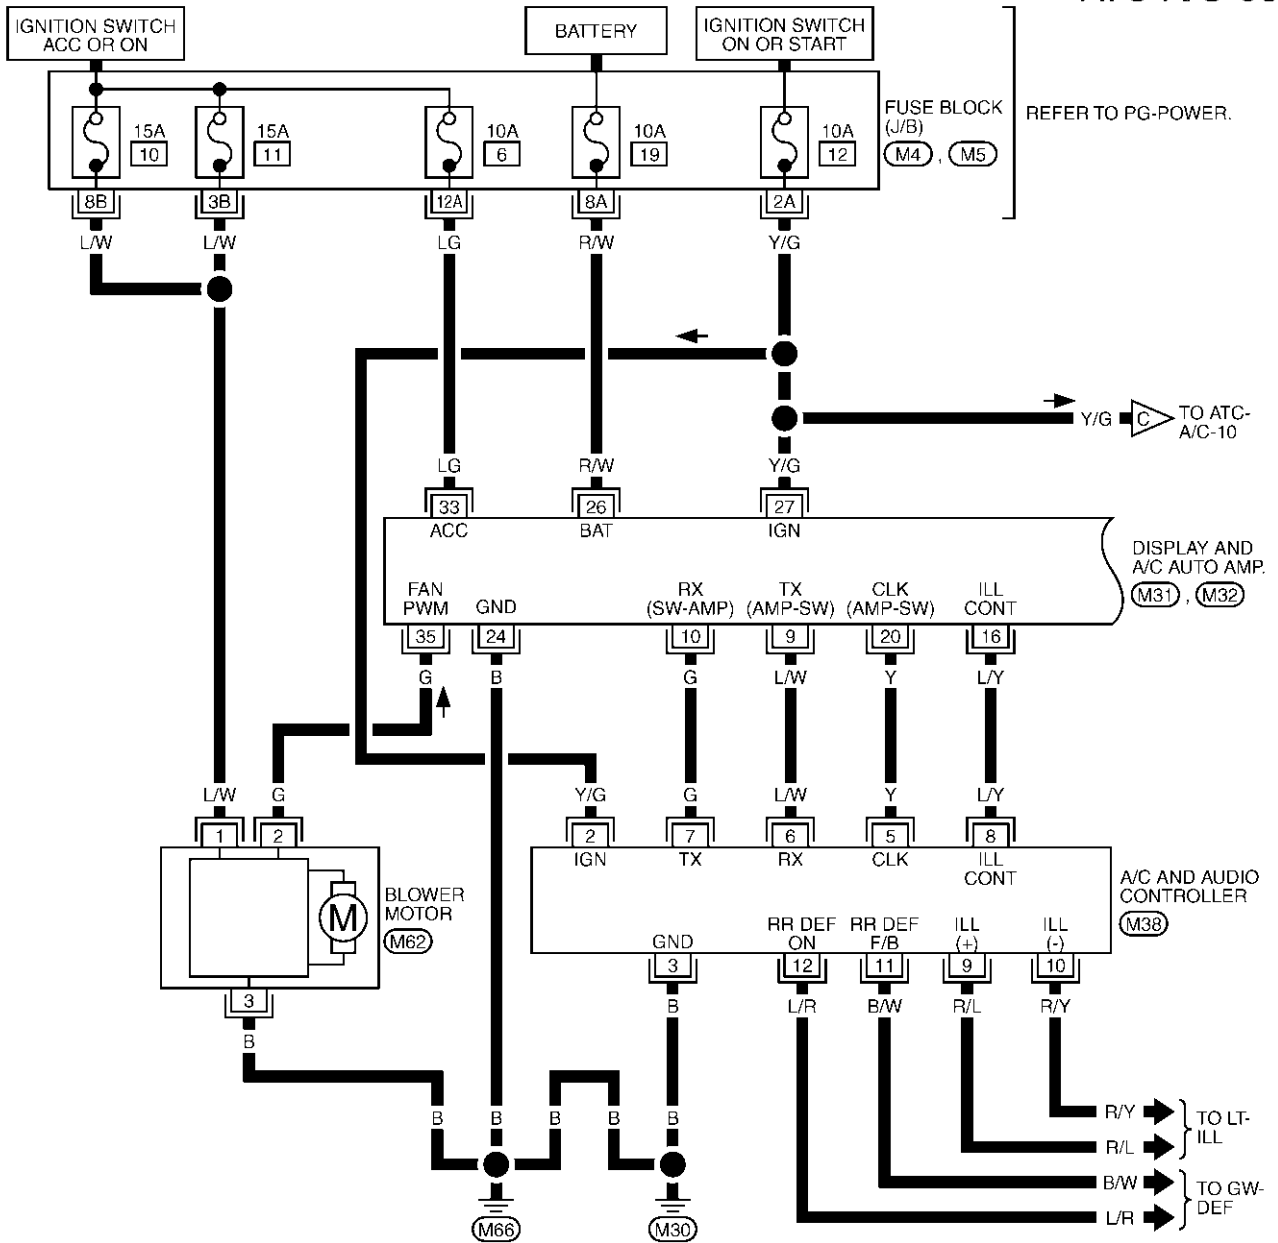 IGNITION SWITCH
ACC OR ON
BATTERY
IGNITION SWITCH
ON OR START
15A
10
15A
11
10A
6
10A
19
10A
12
FUSE BLOCK
(J/B)
M4 , M5
REFER TO PG-POWER.
8B
3B
12A
8A
2A
L/W
L/W
LG
R/W
Y/G
Y/G
C
TO ATC-
A/C-10
LG
R/W
Y/G
33
26
27
ACC
BAT
IGN
DISPLAY AND
A/C AUTO AMP.
M31 , M32
FAN
PWM
GND
RX
(SW-AMP)
TX
(AMP-SW)
CLK
(AMP-SW)
ILL
CONT
35
24
10
9
20
16
G
B
G
L/W
Y
L/Y
L/W
G
Y/G
G
L/W
Y
L/Y
1
2
2
7
6
5
8
IGN
TX
RX
CLK
ILL
CONT
M
BLOWER
MOTOR
M62
A/C AND AUDIO
CONTROLLER
M38
GND
RR DEF
ON
RR DEF
F/B
ILL
(+)
ILL
(-)
3
3
12
11
9
10
B
B
L/R
B/W
R/L
R/Y
B
B
B
B
B
R/Y
R/L
TO LT-
ILL
B/W
L/R
TO GW-
DEF
M66
M30